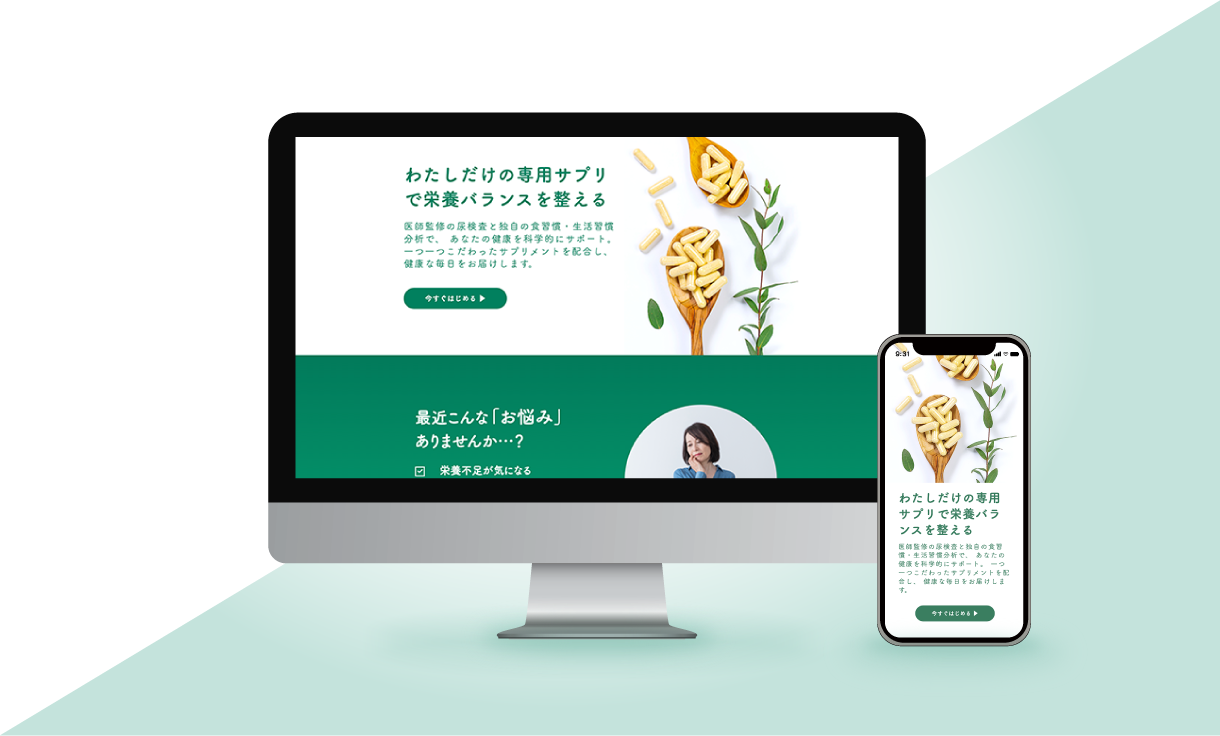 わたしだけの専用サプリ
で栄養バランスを整える
医師監修の尿検査と独自の食習慣・生活習慣
分析で、 あなたの健康を科学的にサポート。
一つ一つこだわったサプリメントを配合し、
健康な毎日をお届けします。
今すぐはじめる ▶
最近こんな「お悩み」
ありませんか…？
栄養不足が気になる
9:31
わたしだけの専用
サプリで栄養バラ
ンスを整える
医師監修の尿検査と独自の食習
慣・生活習慣分析で、 あなたの
健康を科学的にサポート。 一つ
一つこだわったサプリメントを配
合し、 健康な毎日をお届けしま
す。
今すぐはじめる ▶